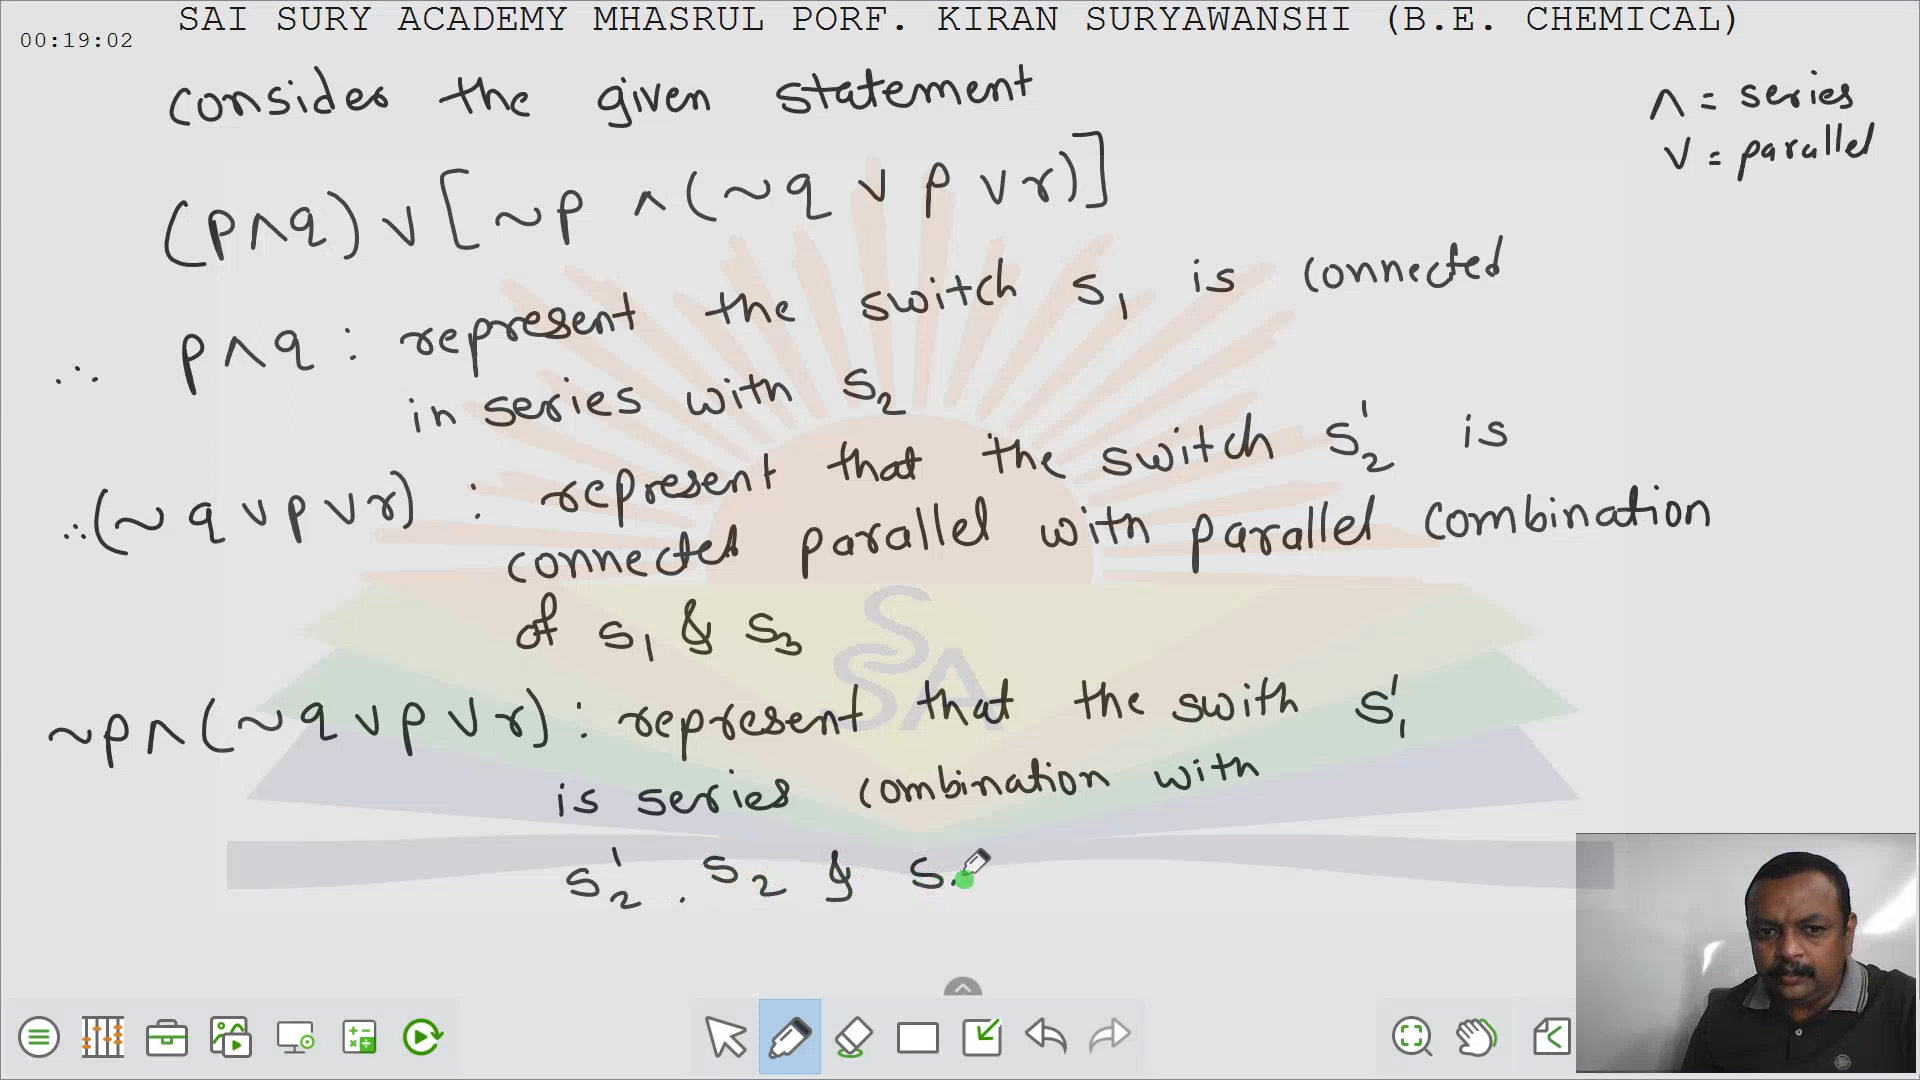 SAI SURY ACADEMY MHASRUL PORF. KIRAN SURYAWANSHI (B.E. CHEMICAL)
00:19:02
consider the given statement
∧ = series
∨ = parallel
(p∧q) ∨ [~p ∧ (~q ∨ p ∨ r)]
∴ p∧q : represent the switch S₁ is connected
in series with S₂
∴ (~q ∨ p ∨ r) : represent that the switch S₂' is
connected parallel with parallel combination
of S₁ & S₃
~p ∧ (~q ∨ p ∨ r) : represent that the swith S₁'
is series combination with
S₂' . S₂ & S.
S
SA